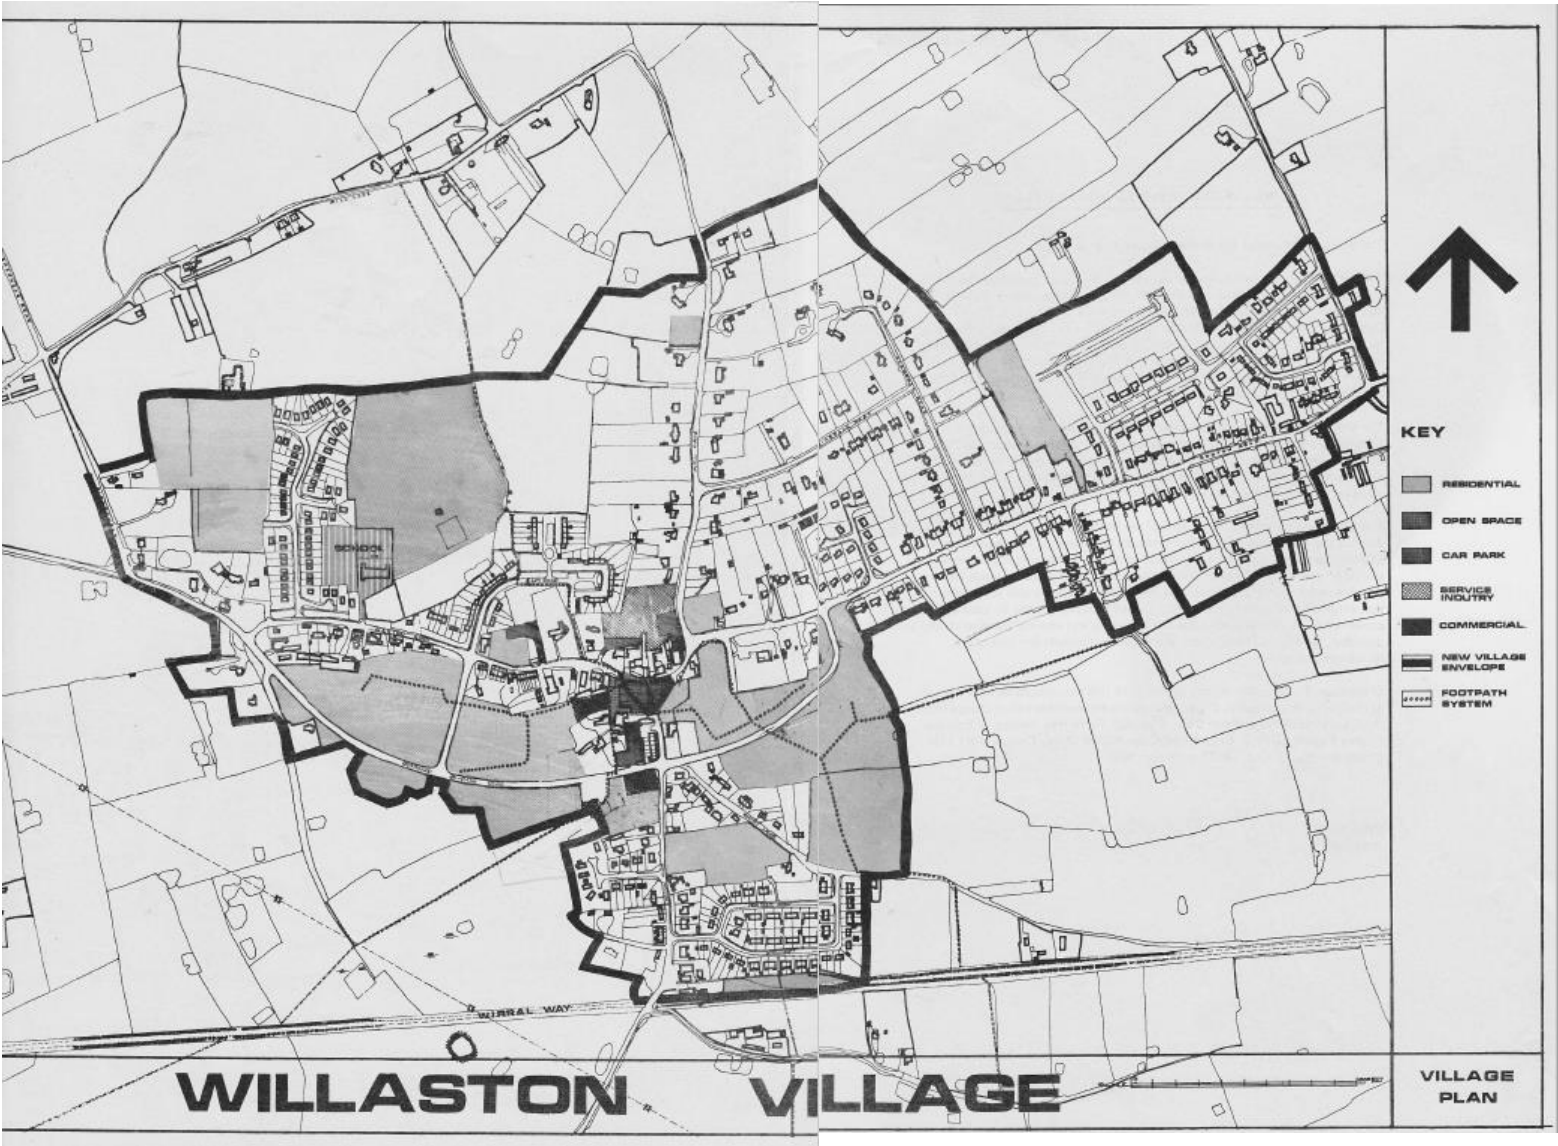 SCHOOL
WIRRAL WAY
KEY
RESIDENTIAL
OPEN SPACE
CAR PARK
SERVICE
INDUTRY
COMMERCIAL
NEW VILLAGE
ENVELOPE
FOOTPATH
SYSTEM
WILLASTON VILLAGE
VILLAGE
PLAN